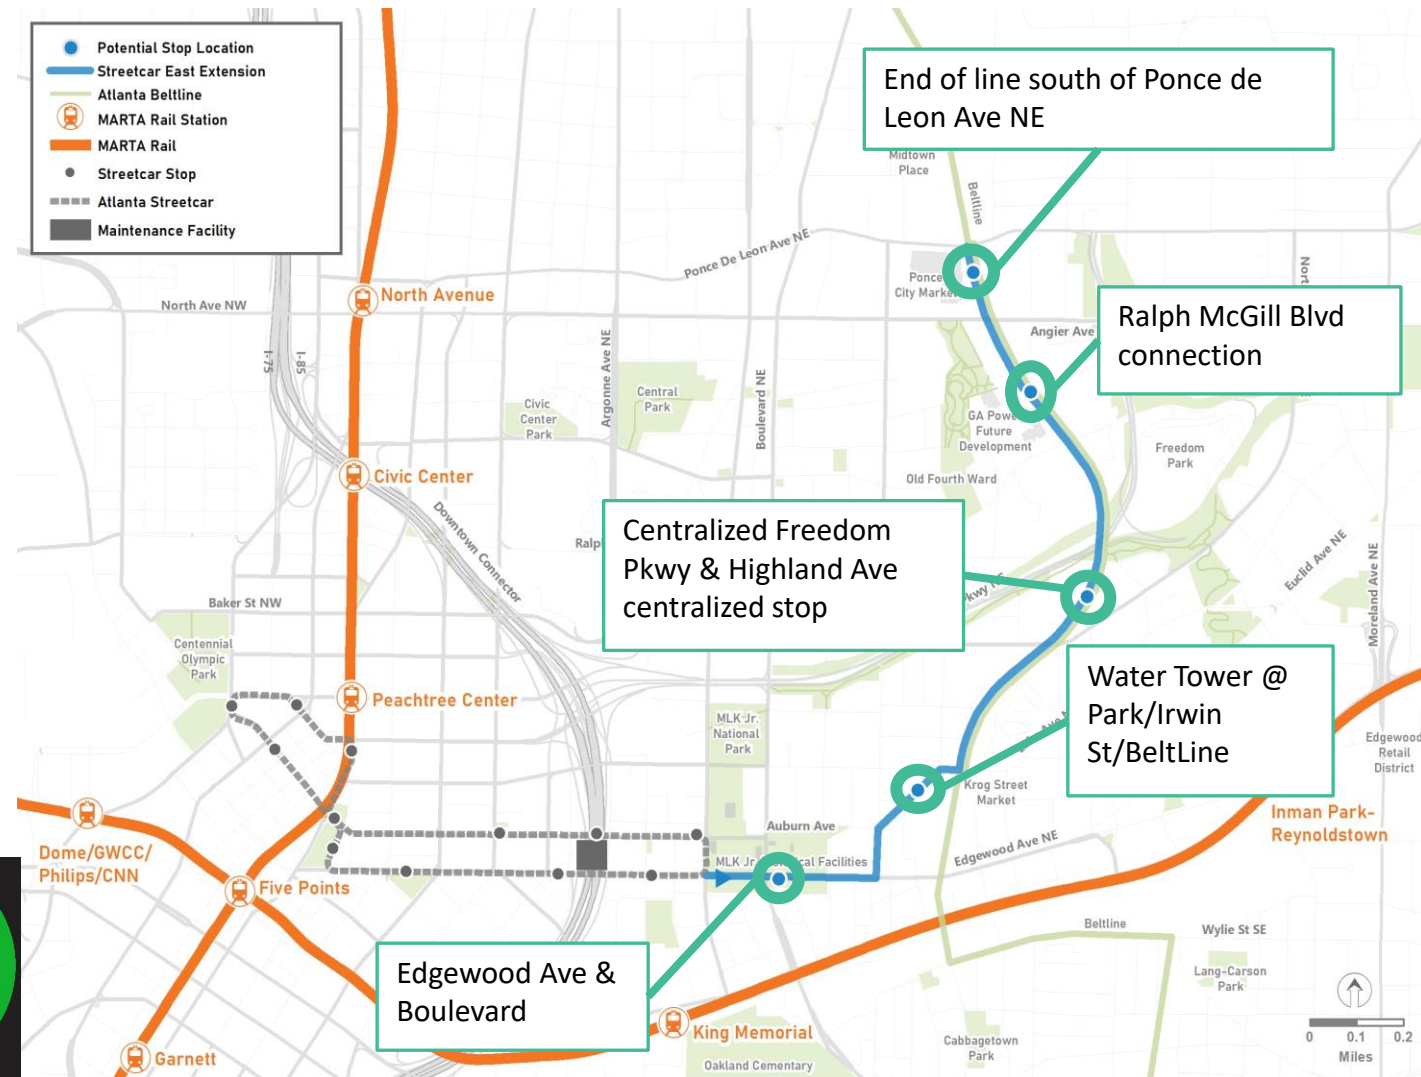 Potential Stop Location
Streetcar East Extension
Atlanta Beltline
MARTA Rail Station
MARTA Rail
Streetcar Stop
Atlanta Streetcar
Maintenance Facility
End of line south of Ponce de
Leon Ave NE
Midtown
Place
Beltline
Ponce De Leon Ave NE
Ponce
City Market
North Avenue
North Ave NW
I-75
I-85
Argonne Ave NE
Boulevard NE
Angier Ave
Ralph McGill Blvd
connection
Central
Park
Civic
Center
Park
GA Power
Future
Development
Freedom
Park
Old Fourth Ward
Civic Center
Downtown Connector
Centralized Freedom
Pkwy & Highland Ave
centralized stop
Euclid Ave NE
Moreland Ave NE
Baker St NW
Centennial
Olympic
Park
Peachtree Center
MLK Jr.
National
Park
Water Tower @
Park/Irwin
St/BeltLine
Edgewood
Retail
District
Krog Street
Market
Inman Park-
Reynoldstown
Auburn Ave
Edgewood Ave NE
Dome/GWCC/
Philips/CNN
Five Points
Edgewood Ave &
Boulevard
Beltline
Wylie St SE
Lang-Carson
Park
King Memorial
Cabbagetown
Park
Oakland Cementary
Garnett
0 0.1 0.2
Miles